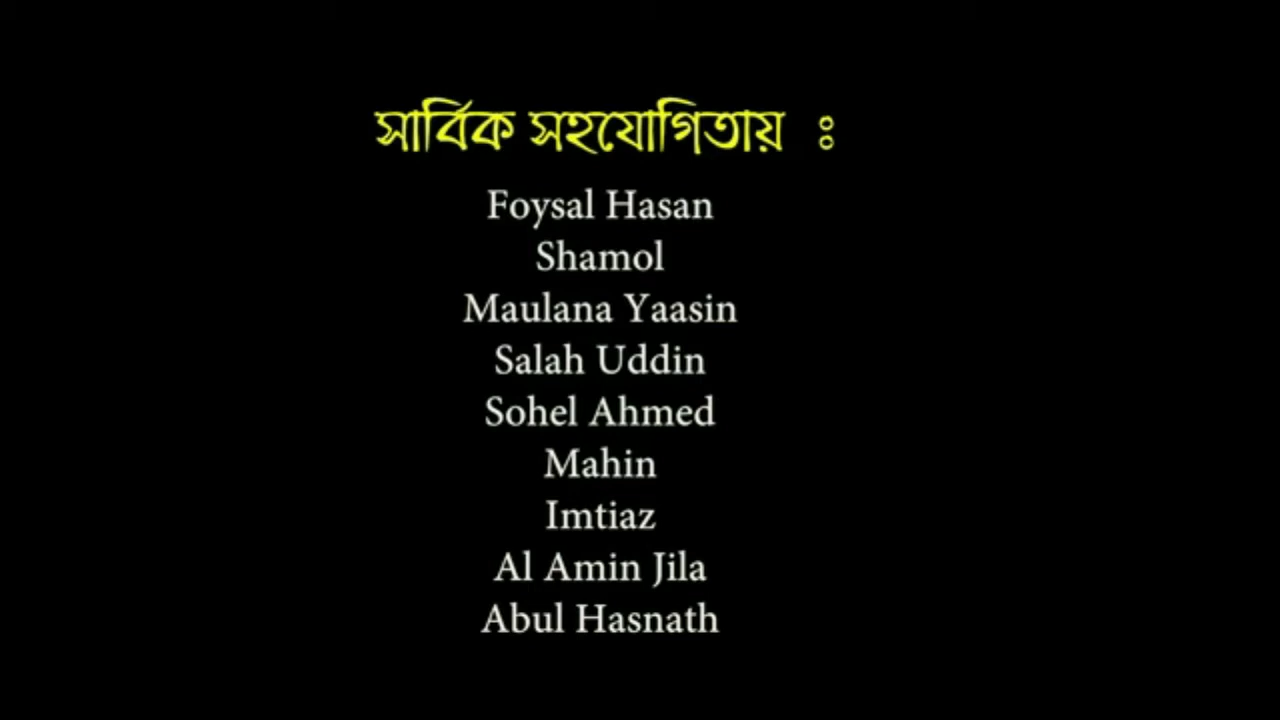 সার্বিক সহযোগিতায় ঃ
Foysal Hasan
Shamol
Maulana Yaasin
Salah Uddin
Sohel Ahmed
Mahin
Imtiaz
Al Amin Jila
Abul Hasnath